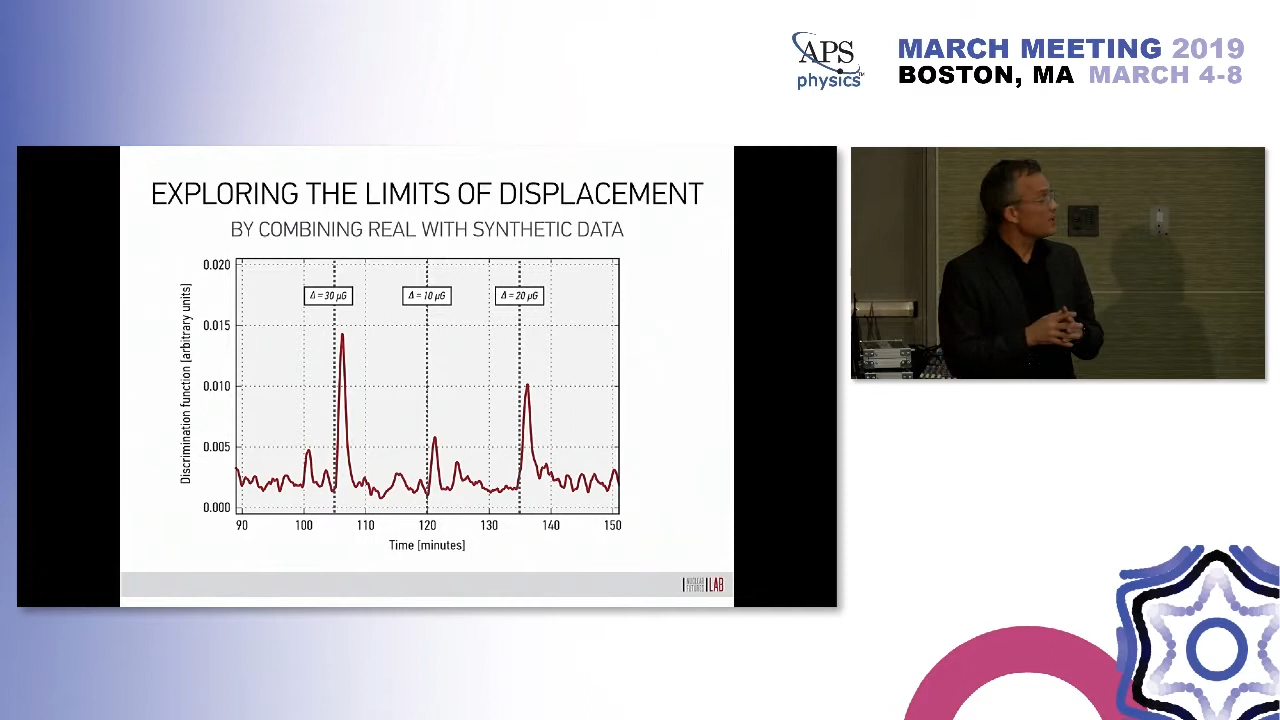 APS
physics
MARCH MEETING 2019
BOSTON, MA MARCH 4-8
EXPLORING THE LIMITS OF DISPLACEMENT
BY COMBINING REAL WITH SYNTHETIC DATA
Discrimination function [arbitrary units]
0.020
0.015
0.010
0.005
0.000
Δ = 30 µG
Δ = 10 µG
Δ = 20 µG
90 100 110 120 130 140 150
Time [minutes]
NUCLEAR
FUTURES
LAB